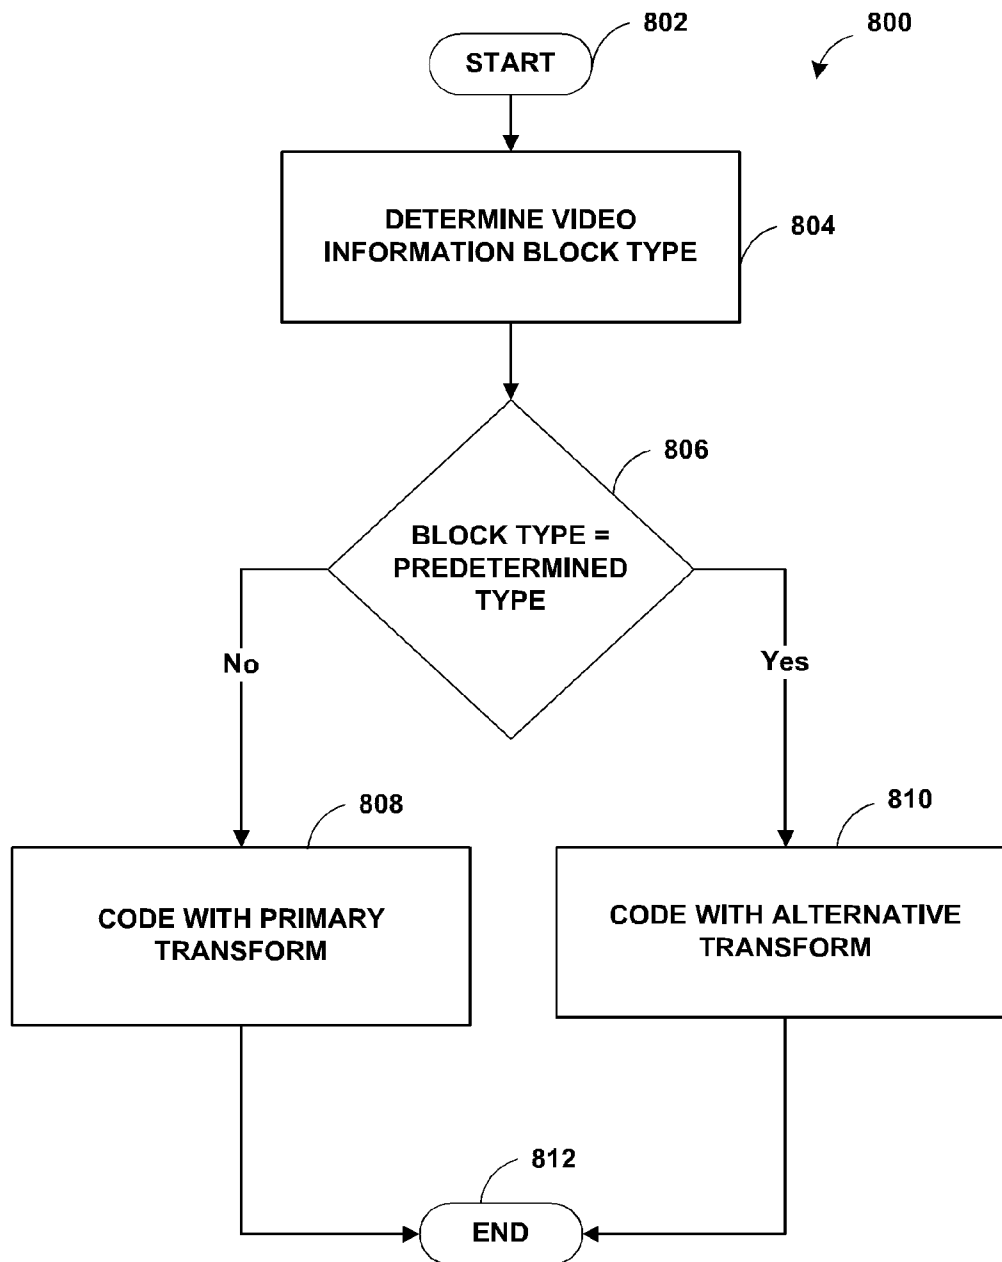 802
800
START
DETERMINE VIDEO
INFORMATION BLOCK TYPE
804
806
BLOCK TYPE =
PREDETERMINED
TYPE
No
Yes
808
810
CODE WITH PRIMARY
TRANSFORM
CODE WITH ALTERNATIVE
TRANSFORM
812
END